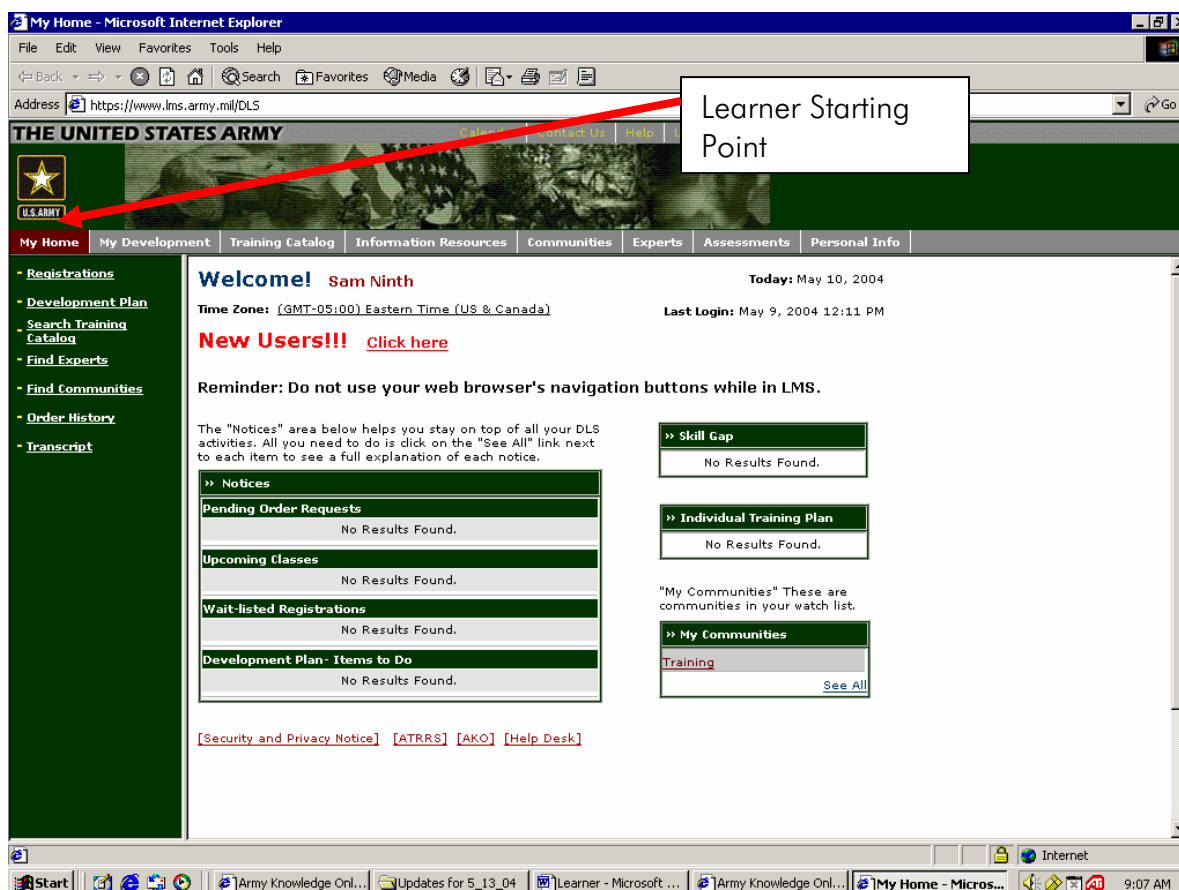 My Home - Microsoft Internet Explorer
File Edit View Favorites Tools Help
Back Search Favorites Media
Address https://www.lms.army.mil/DLS Go
Learner Starting
Point
THE UNITED STATES ARMY
Contact Us Help
U.S.ARMY
My Home My Development Training Catalog Information Resources Communities Experts Assessments Personal Info
Registrations
Development Plan
Search Training
Catalog
Find Experts
Find Communities
Order History
Transcript
Welcome! Sam Ninth
Today: May 10, 2004
Time Zone: (GMT-05:00) Eastern Time (US & Canada)
Last Login: May 9, 2004 12:11 PM
New Users!!! Click here
Reminder: Do not use your web browser's navigation buttons while in LMS.
The "Notices" area below helps you stay on top of all your DLS
activities. All you need to do is click on the "See All" link next
to each item to see a full explanation of each notice.
» Notices
Pending Order Requests
No Results Found.
Upcoming Classes
No Results Found.
Wait-listed Registrations
No Results Found.
Development Plan- Items to Do
No Results Found.
» Skill Gap
No Results Found.
» Individual Training Plan
No Results Found.
"My Communities" These are
communities in your watch list.
» My Communities
Training
See All
[Security and Privacy Notice] [ATRRS] [AKO] [Help Desk]
Internet
Start Army Knowledge Onl... Updates for 5_13_04 Learner - Microsoft ... Army Knowledge Onl... My Home - Micros... 9:07 AM